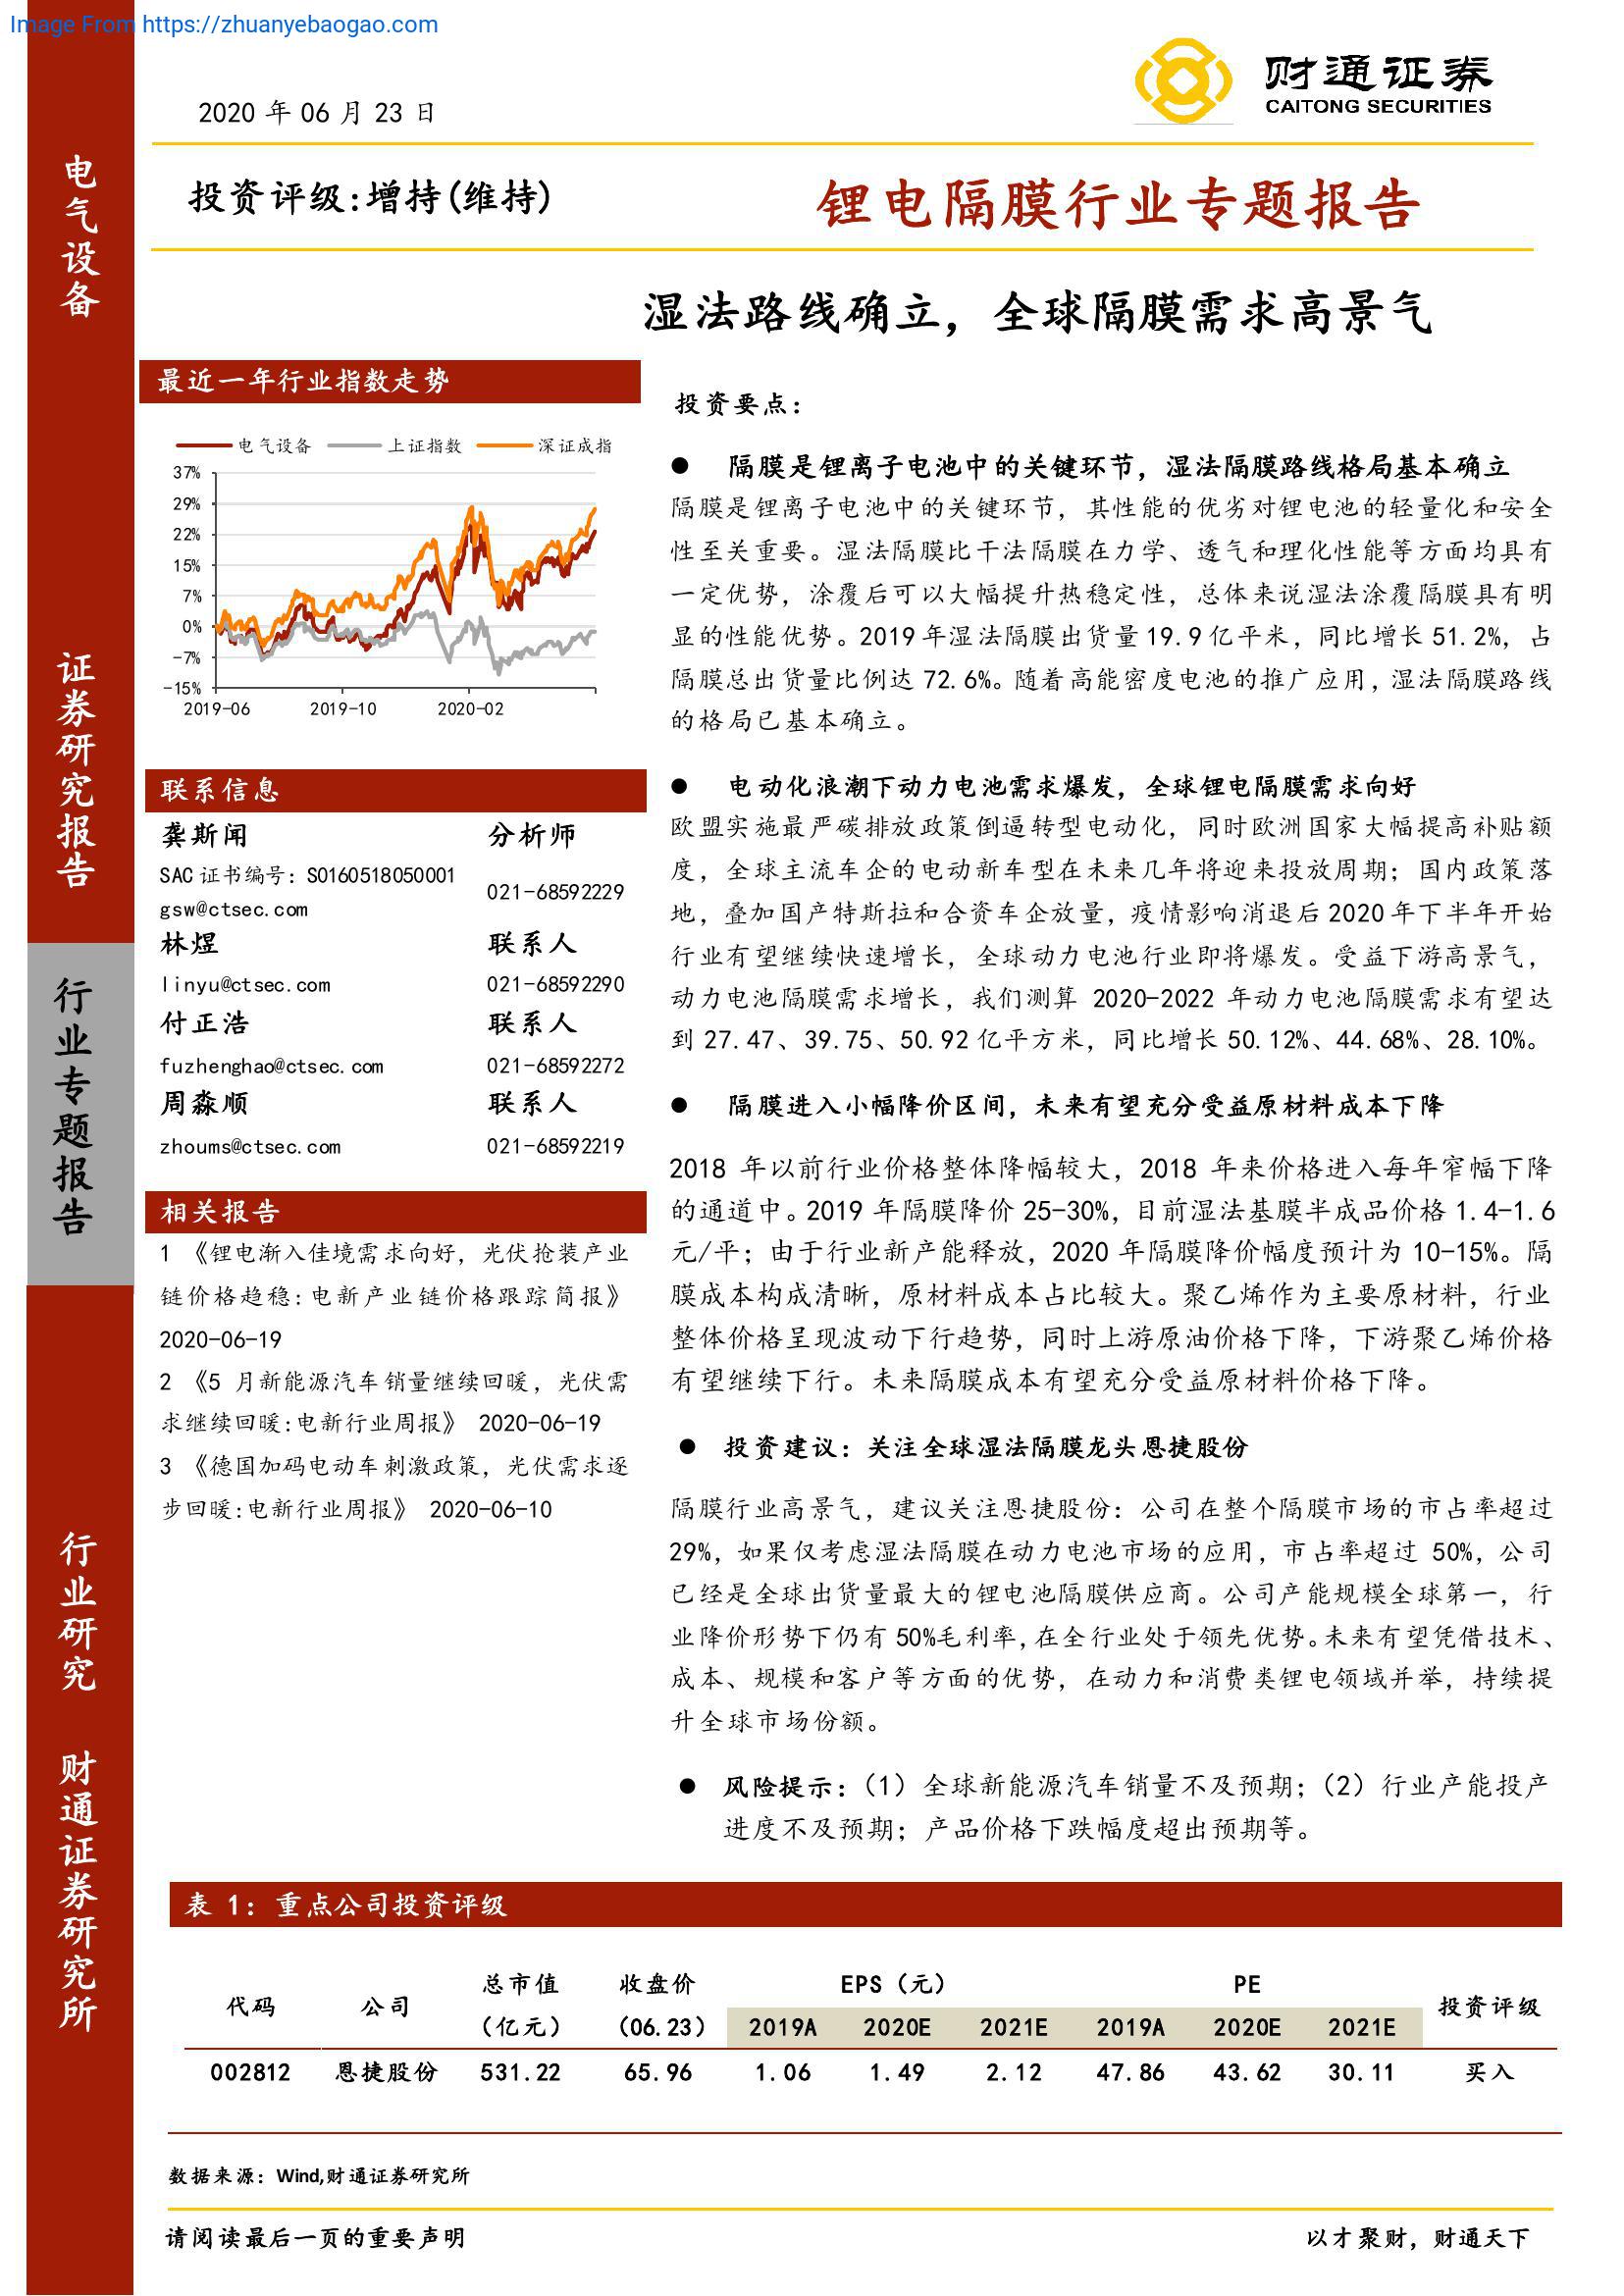 Image From https://zhuanyebaogao.com
财通证券
CAITONG SECURITIES
2020 年 06 月 23 日
投资评级:增持(维持)
锂电隔膜行业专题报告
湿法路线确立，全球隔膜需求高景气
电气设备
证券研究报告
行业专题报告
行业研究
财通证券研究所
最近一年行业指数走势
电气设备 上证指数 深证成指
37%
29%
22%
15%
7%
0%
-7%
-15%
2019-06 2019-10 2020-02
联系信息
龚斯闻 分析师
SAC 证书编号：S0160518050001
021-68592229
gsw@ctsec.com
林煜 联系人
linyu@ctsec.com 021-68592290
付正浩 联系人
fuzhenghao@ctsec.com 021-68592272
周淼顺 联系人
zhoums@ctsec.com 021-68592219
相关报告
1 《锂电渐入佳境需求向好，光伏抢装产业
链价格趋稳:电新产业链价格跟踪简报》
2020-06-19
2 《5 月新能源汽车销量继续回暖，光伏需
求继续回暖:电新行业周报》 2020-06-19
3 《德国加码电动车刺激政策，光伏需求逐
步回暖:电新行业周报》 2020-06-10
投资要点：
● 隔膜是锂离子电池中的关键环节，湿法隔膜路线格局基本确立
隔膜是锂离子电池中的关键环节，其性能的优劣对锂电池的轻量化和安全
性至关重要。湿法隔膜比干法隔膜在力学、透气和理化性能等方面均具有
一定优势，涂覆后可以大幅提升热稳定性，总体来说湿法涂覆隔膜具有明
显的性能优势。2019 年湿法隔膜出货量 19.9 亿平米，同比增长 51.2%，占
隔膜总出货量比例达 72.6%。随着高能密度电池的推广应用，湿法隔膜路线
的格局已基本确立。
● 电动化浪潮下动力电池需求爆发，全球锂电隔膜需求向好
欧盟实施最严碳排放政策倒逼转型电动化，同时欧洲国家大幅提高补贴额
度，全球主流车企的电动新车型在未来几年将迎来投放周期；国内政策落
地，叠加国产特斯拉和合资车企放量，疫情影响消退后 2020 年下半年开始
行业有望继续快速增长，全球动力电池行业即将爆发。受益下游高景气，
动力电池隔膜需求增长，我们测算 2020-2022 年动力电池隔膜需求有望达
到 27.47、39.75、50.92 亿平方米，同比增长 50.12%、44.68%、28.10%。
● 隔膜进入小幅降价区间，未来有望充分受益原材料成本下降
2018 年以前行业价格整体降幅较大，2018 年来价格进入每年窄幅下降
的通道中。2019 年隔膜降价 25-30%，目前湿法基膜半成品价格 1.4-1.6
元/平；由于行业新产能释放，2020 年隔膜降价幅度预计为 10-15%。隔
膜成本构成清晰，原材料成本占比较大。聚乙烯作为主要原材料，行业
整体价格呈现波动下行趋势，同时上游原油价格下降，下游聚乙烯价格
有望继续下行。未来隔膜成本有望充分受益原材料价格下降。
● 投资建议：关注全球湿法隔膜龙头恩捷股份
隔膜行业高景气，建议关注恩捷股份：公司在整个隔膜市场的市占率超过
29%，如果仅考虑湿法隔膜在动力电池市场的应用，市占率超过 50%，公司
已经是全球出货量最大的锂电池隔膜供应商。公司产能规模全球第一，行
业降价形势下仍有 50%毛利率，在全行业处于领先优势。未来有望凭借技术、
成本、规模和客户等方面的优势，在动力和消费类锂电领域并举，持续提
升全球市场份额。
● 风险提示：（1）全球新能源汽车销量不及预期；（2）行业产能投产
进度不及预期；产品价格下跌幅度超出预期等。
表 1：重点公司投资评级
代码 公司 总市值 收盘价 EPS（元） PE 投资评级
（亿元） （06.23） 2019A 2020E 2021E 2019A 2020E 2021E
002812 恩捷股份 531.22 65.96 1.06 1.49 2.12 47.86 43.62 30.11 买入
数据来源：Wind,财通证券研究所
请阅读最后一页的重要声明 以才聚财，财通天下